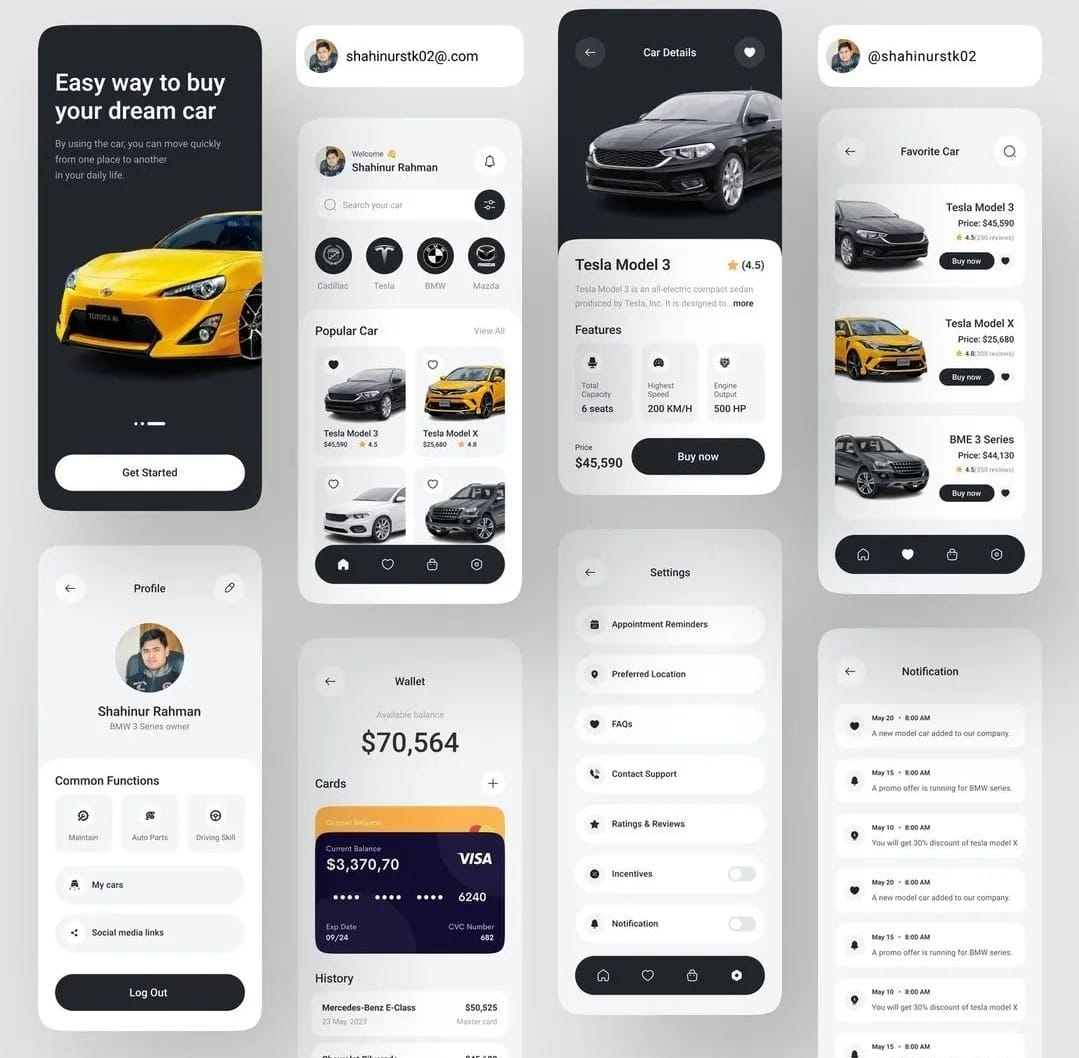 Easy way to buy
your dream car
By using the car, you can move quickly
from one place to another
in your daily life.
TOYOTA 86
Get Started
shahinurstk02@.com
Welcome 👋
Shahinur Rahman
Search your car
Cadillac
Tesla
BMW
Mazda
Popular Car
View All
Tesla Model 3
$45,590
4.5
Tesla Model X
$25,680
4.8
Car Details
Tesla Model 3
(4.5)
Tesla Model 3 is an all-electric compact sedan
produced by Tesla, Inc. It is designed to...more
Features
Total
Capacity
6 seats
Highest
Speed
200 KM/H
Engine
Output
500 HP
Price
$45,590
Buy now
@shahinurstk02
Favorite Car
Tesla Model 3
Price: $45,590
4.5(250 reviews)
Buy now
Tesla Model X
Price: $25,680
4.8(200 reviews)
Buy now
BME 3 Series
Price: $44,130
4.5(350 reviews)
Buy now
Profile
Shahinur Rahman
BMW 3 Series owner
Common Functions
Maintain
Auto Parts
Driving Skill
My cars
Social media links
Log Out
Wallet
Available balance
$70,564
Cards
Current Balance
Current Balance
$3,370,70
VISA
6240
Exp Date
09/24
CVC Number
682
History
Mercedes-Benz E-Class
$50,525
23 May, 2023
Master card
Settings
Appointment Reminders
Preferred Location
FAQs
Contact Support
Ratings & Reviews
Incentives
Notification
Notification
May 20 • 8:00 AM
A new model car added to our company.
May 15 • 8:00 AM
A promo offer is running for BMW series.
May 10 • 8:00 AM
You will get 30% discount of tesla model X
May 20 • 8:00 AM
A new model car added to our company.
May 15 • 8:00 AM
A promo offer is running for BMW series.
May 10 • 8:00 AM
You will get 30% discount of tesla model X
May 15 • 8:00 AM